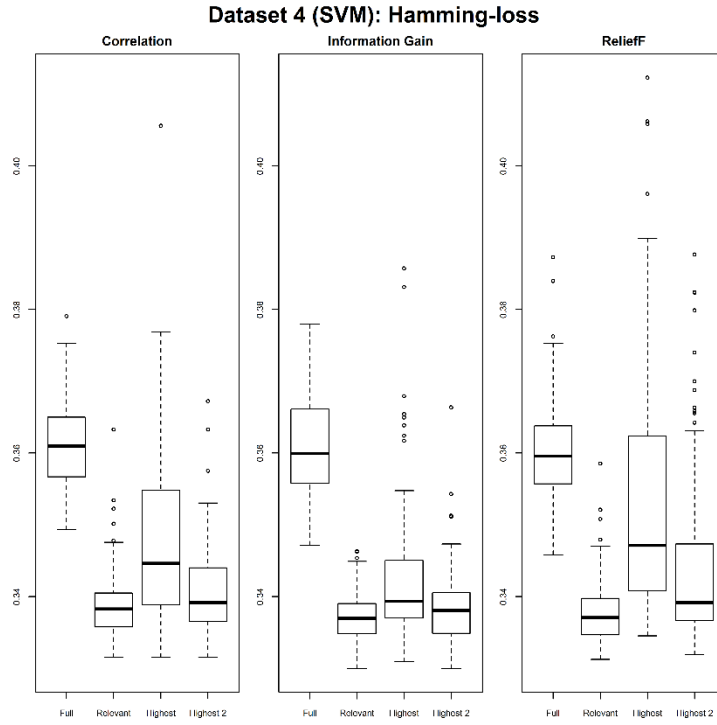 Dataset 4 (SVM): Hamming-loss
Correlation
Information Gain
ReliefF
0.40
0.38
0.36
0.34
0.40
0.38
0.36
0.34
0.40
0.38
0.36
0.34
Full Relevant Highest Highest 2
Full Relevant Highest Highest 2
Full Relevant Highest Highest 2